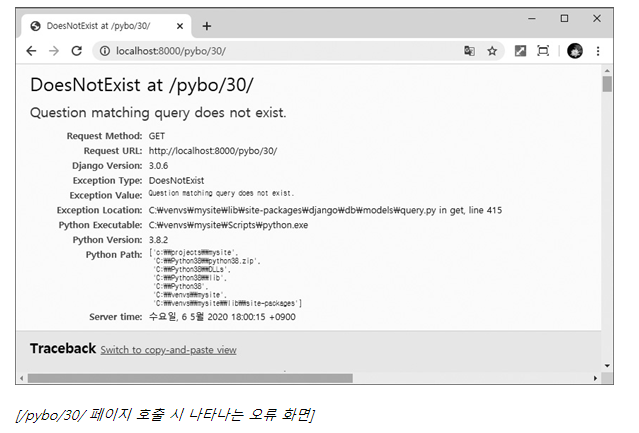 DoesNotExist at /pybo/30/
localhost:8000/pybo/30/
DoesNotExist at /pybo/30/
Question matching query does not exist.
Request Method: GET
Request URL: http://localhost:8000/pybo/30/
Django Version: 3.0.6
Exception Type: DoesNotExist
Exception Value: Question matching query does not exist.
Exception Location: C:₩venvs₩mysite₩lib₩site-packages₩django₩db₩models₩query.py in get, line 415
Python Executable: C:₩venvs₩mysite₩Scripts₩python.exe
Python Version: 3.8.2
Python Path: ['c:₩₩projects₩₩mysite',
'C:₩₩Python38₩₩python38.zip',
'C:₩₩Python38₩₩DLLs',
'C:₩₩Python38₩₩lib',
'C:₩₩Python38',
'C:₩₩venvs₩₩mysite',
'C:₩₩venvs₩₩mysite₩₩lib₩₩site-packages']
Server time: 수요일, 6 5월 2020 18:00:15 +0900
Traceback Switch to copy-and-paste view
[/pybo/30/ 페이지 호출 시 나타나는 오류 화면]